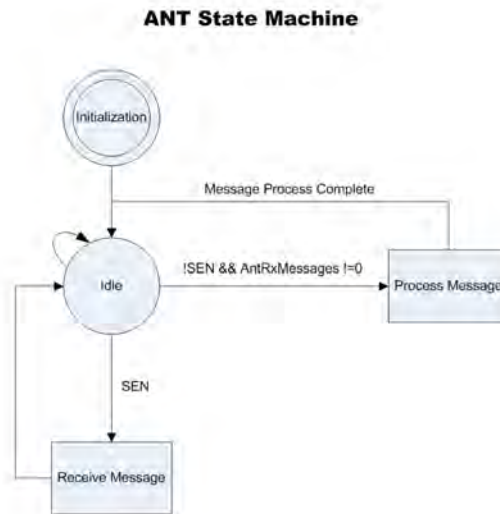 ANT State Machine
Initialization
Message Process Complete
!SEN && AntRxMessages !=0
Idle
Process Message
SEN
Receive Message